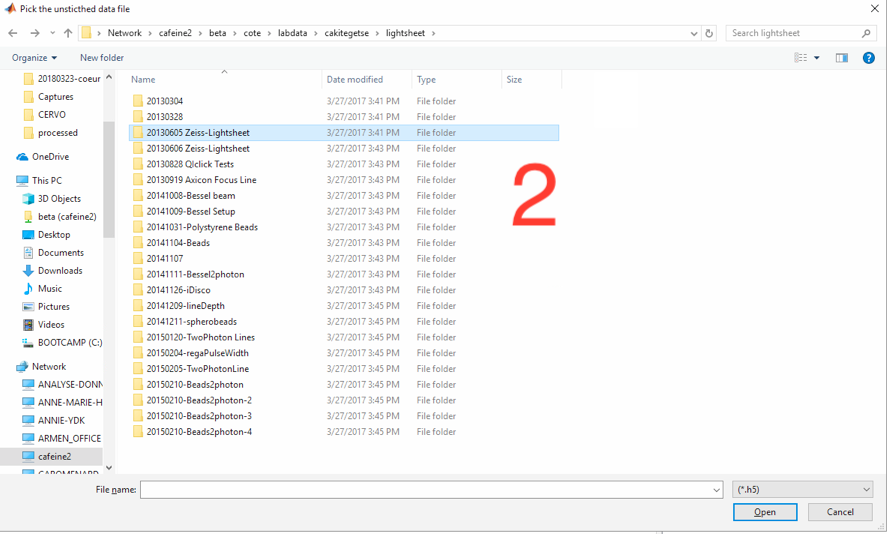 Pick the unsticthed data file
Network > cafeine2 > beta > cote > labdata > cakitegetse > lightsheet >
Search lightsheet
Organize
New folder
Name Date modified Type Size
20180323-coeur
Captures
CERVO
processed
OneDrive
This PC
3D Objects
beta (cafeine2)
Desktop
Documents
Downloads
Music
Pictures
Videos
BOOTCAMP (C:)
Network
ANALYSE-DONN
ANNE-MARIE-H
ANNIE-YDK
ARMEN_OFFICE
cafeine2
20130304 3/27/2017 3:41 PM File folder
20130328 3/27/2017 3:41 PM File folder
20130605 Zeiss-Lightsheet 3/27/2017 3:41 PM File folder
20130606 Zeiss-Lightsheet 3/27/2017 3:43 PM File folder
20130828 QIclick Tests 3/27/2017 3:43 PM File folder
20130919 Axicon Focus Line 3/27/2017 3:43 PM File folder
20141008-Bessel beam 3/27/2017 3:43 PM File folder
20141009-Bessel Setup 3/27/2017 3:43 PM File folder
20141031-Polystyrene Beads 3/27/2017 3:43 PM File folder
20141104-Beads 3/27/2017 3:43 PM File folder
20141107 3/27/2017 3:43 PM File folder
20141111-Bessel2photon 3/27/2017 3:43 PM File folder
20141126-iDisco 3/27/2017 3:43 PM File folder
20141209-lineDepth 3/27/2017 3:45 PM File folder
20141211-spherobeads 3/27/2017 3:45 PM File folder
20150120-TwoPhoton Lines 3/27/2017 3:45 PM File folder
20150204-regaPulseWidth 3/27/2017 3:45 PM File folder
20150205-TwoPhotonLine 3/27/2017 3:45 PM File folder
20150210-Beads2photon 3/27/2017 3:45 PM File folder
20150210-Beads2photon-2 3/27/2017 3:45 PM File folder
20150210-Beads2photon-3 3/27/2017 3:45 PM File folder
20150210-Beads2photon-4 3/27/2017 3:45 PM File folder
2
File name:
(*.h5)
Open
Cancel